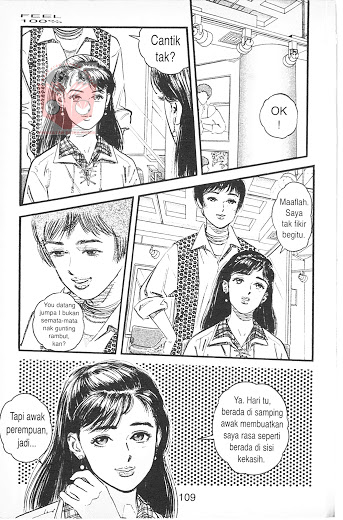 FEEL
100%
Cantik
tak?
OK
!
Maaflah.
Saya
tak fikir
begitu.
You datang
jumpa I bukan
semata-mata
nak gunting
rambut,
kan?
Tapi awak
perempuan,
jadi...
Ya. Hari tu,
berada di samping
awak membuatkan
saya rasa seperti
berada di sisi
kekasih.
109